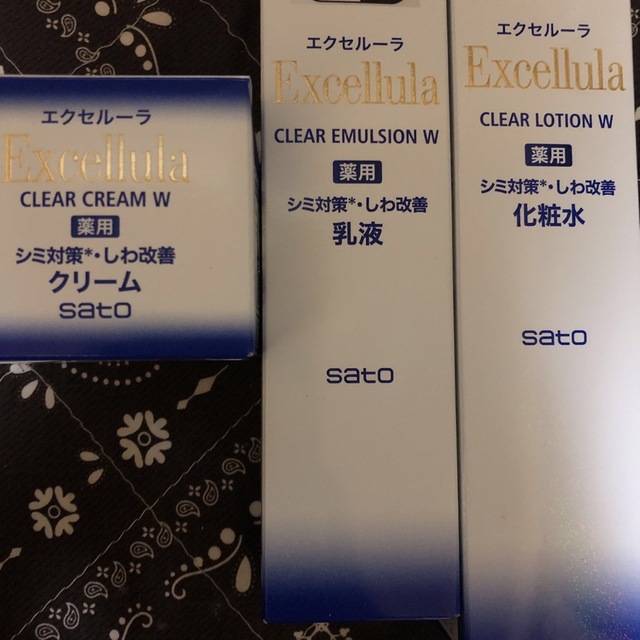 エクセルーラ
Excellula
CLEAR CREAM W
薬用
シミ対策*・しわ改善
クリーム
sato
エクセルーラ
Excellula
CLEAR EMULSION W
薬用
シミ対策*・しわ改善
乳液
sato
エクセルーラ
Excellula
CLEAR LOTION W
薬用
シミ対策*・しわ改善
化粧水
sato